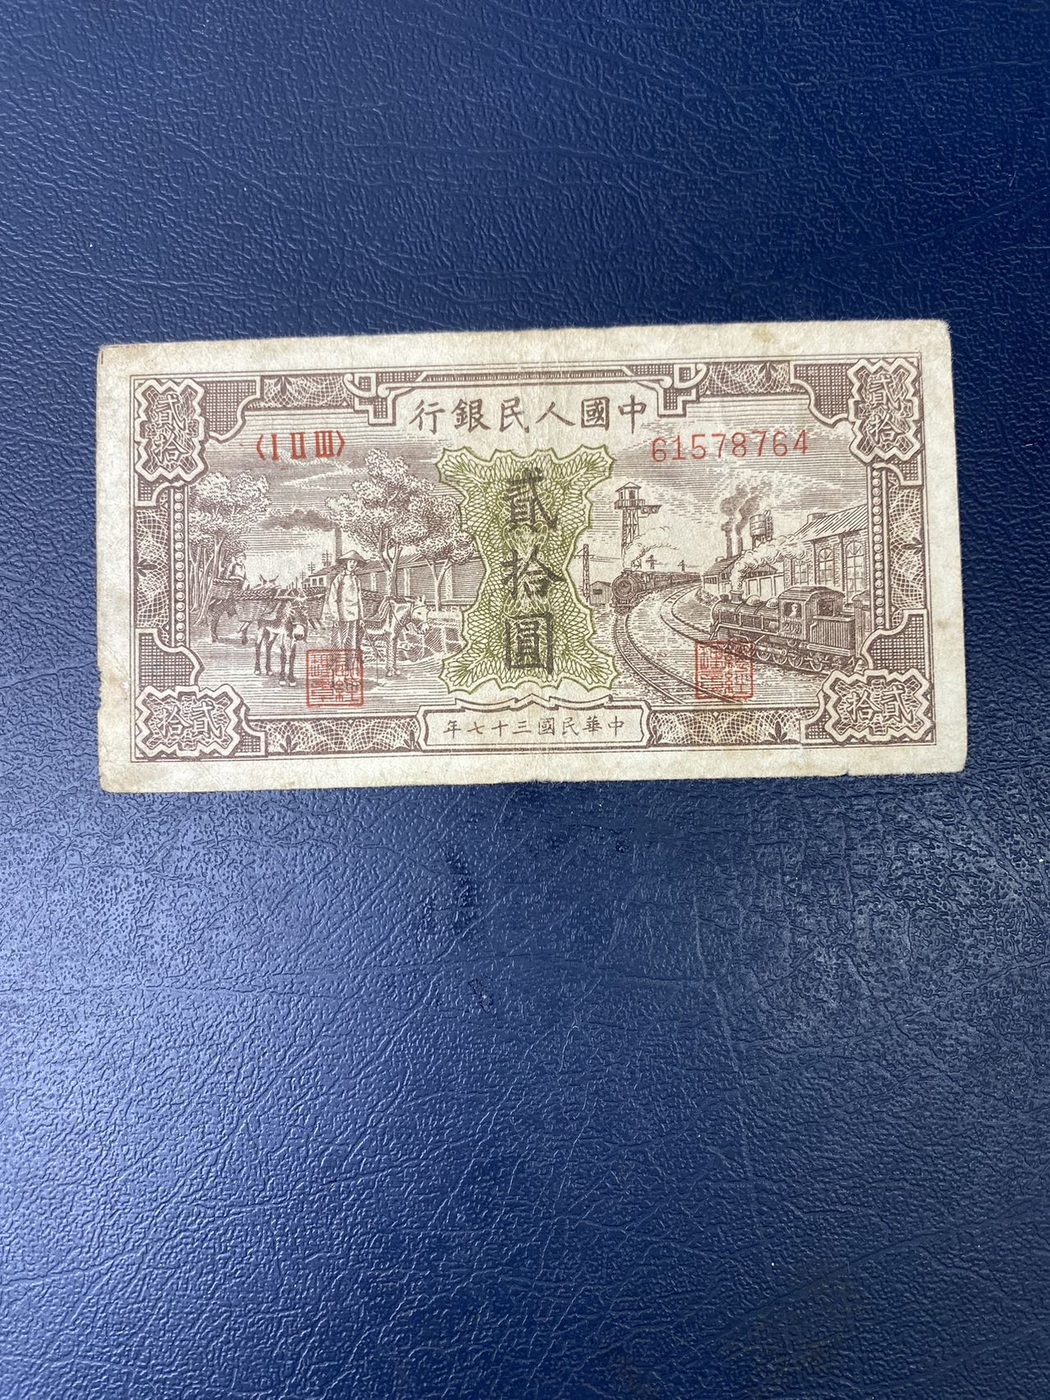 中國人民銀行
〈I II III〉
61578764
貳拾
貳拾
貳拾圓
貳拾
貳拾
中華民國三十七年